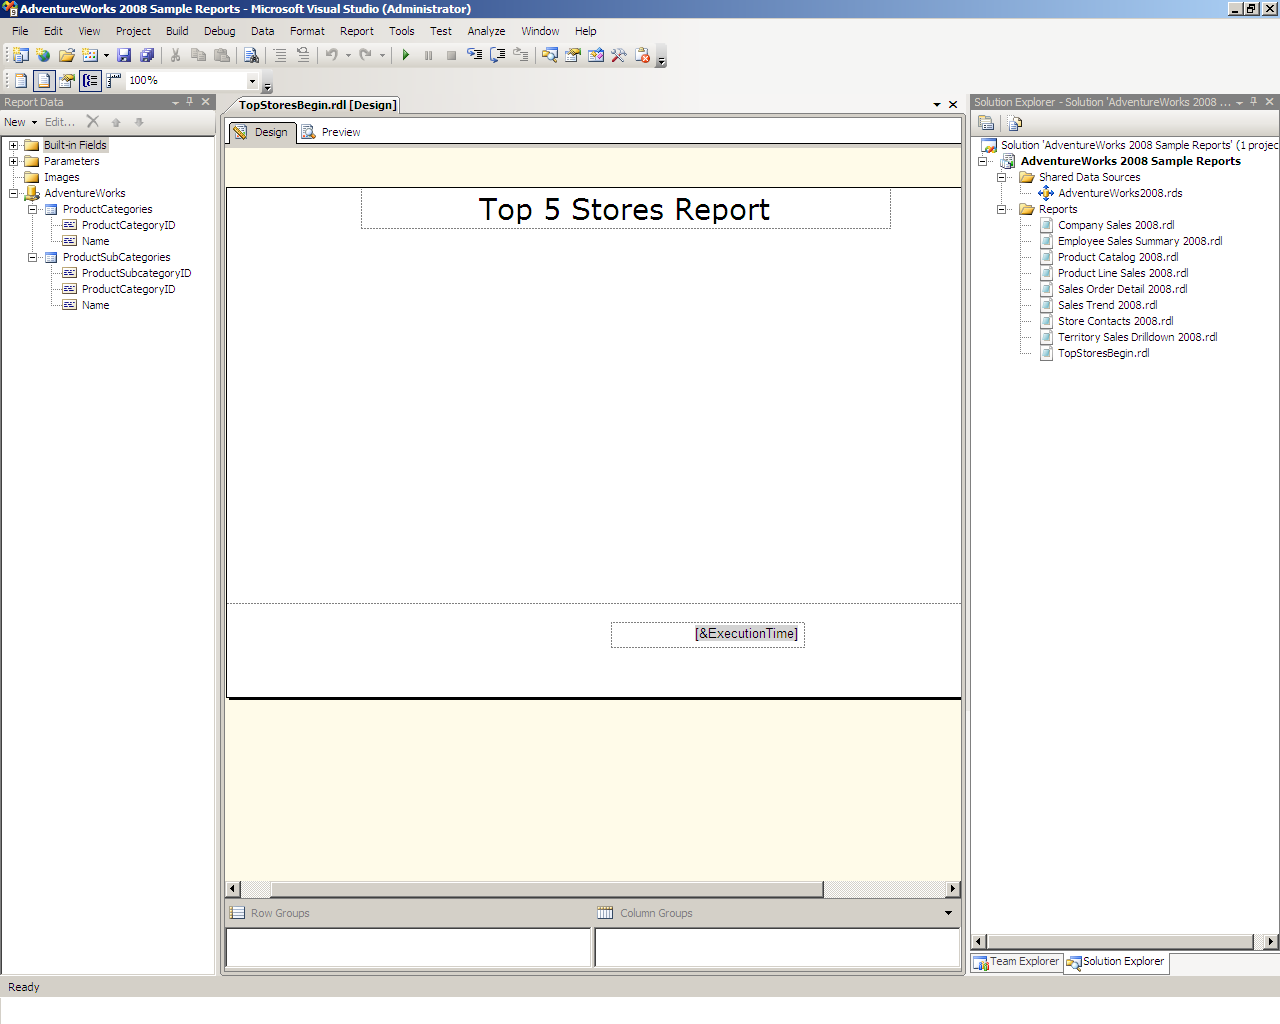 AdventureWorks 2008 Sample Reports - Microsoft Visual Studio (Administrator)
File Edit View Project Build Debug Data Format Report Tools Test Analyze Window Help
100%
Report Data
New Edit...
Built-in Fields
Parameters
Images
AdventureWorks
ProductCategories
ProductCategoryID
Name
ProductSubCategories
ProductSubcategoryID
ProductCategoryID
Name
TopStoresBegin.rdl [Design]
Design Preview
Top 5 Stores Report
[&ExecutionTime]
Row Groups Column Groups
Solution Explorer - Solution 'AdventureWorks 2008 ...
Solution 'AdventureWorks 2008 Sample Reports' (1 projec
AdventureWorks 2008 Sample Reports
Shared Data Sources
AdventureWorks2008.rds
Reports
Company Sales 2008.rdl
Employee Sales Summary 2008.rdl
Product Catalog 2008.rdl
Product Line Sales 2008.rdl
Sales Order Detail 2008.rdl
Sales Trend 2008.rdl
Store Contacts 2008.rdl
Territory Sales Drilldown 2008.rdl
TopStoresBegin.rdl
Team Explorer Solution Explorer
Ready